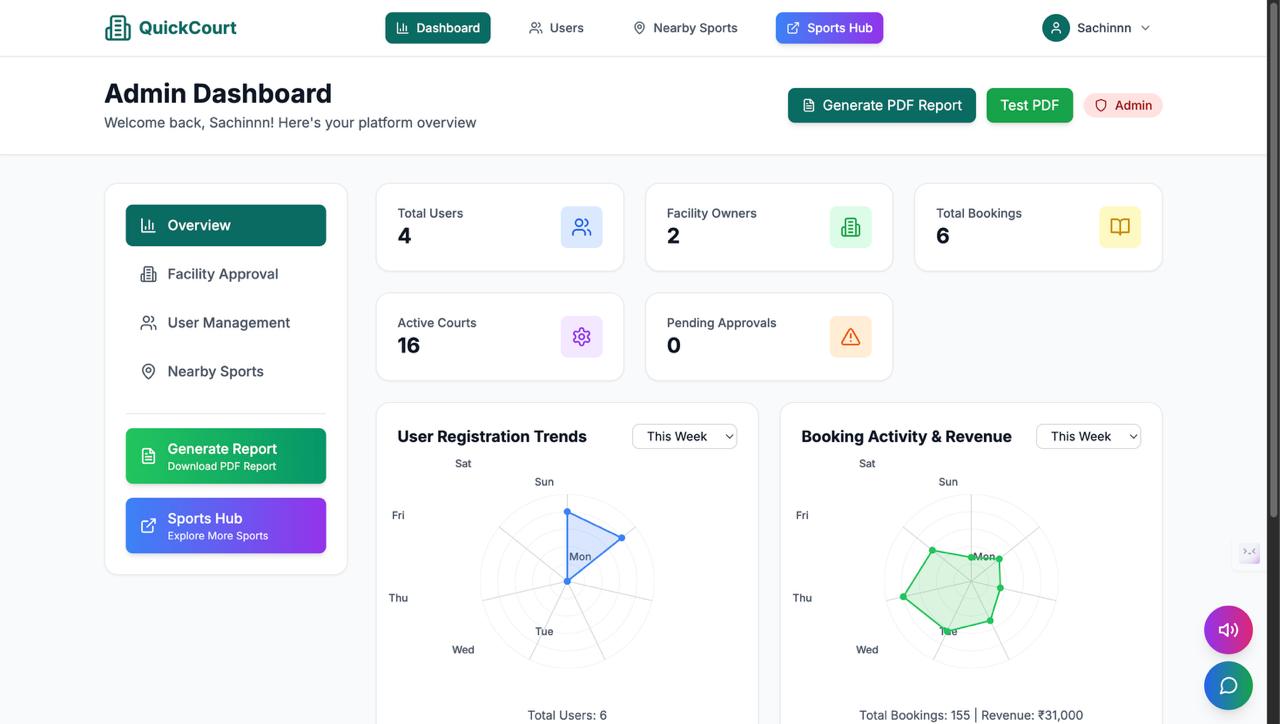 QuickCourt
Dashboard
Users
Nearby Sports
Sports Hub
Sachinnn
Admin Dashboard
Welcome back, Sachinnn! Here's your platform overview
Generate PDF Report
Test PDF
Admin
Overview
Facility Approval
User Management
Nearby Sports
Generate Report
Download PDF Report
Sports Hub
Explore More Sports
Total Users
4
Facility Owners
2
Total Bookings
6
Active Courts
16
Pending Approvals
0
User Registration Trends
This Week
Sat
Sun
Fri
Mon
Thu
Tue
Wed
Total Users: 6
Booking Activity & Revenue
This Week
Sat
Sun
Fri
Mon
Thu
Tue
Wed
Total Bookings: 155 | Revenue: ₹31,000